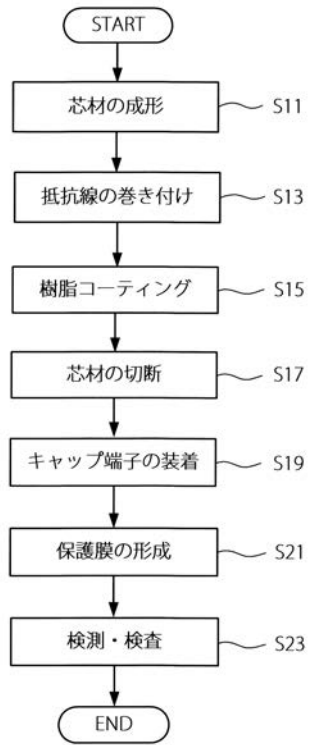 START
芯材の成形 S11
抵抗線の巻き付け S13
樹脂コーティング S15
芯材の切断 S17
キャップ端子の装着 S19
保護膜の形成 S21
検測・検査 S23
END